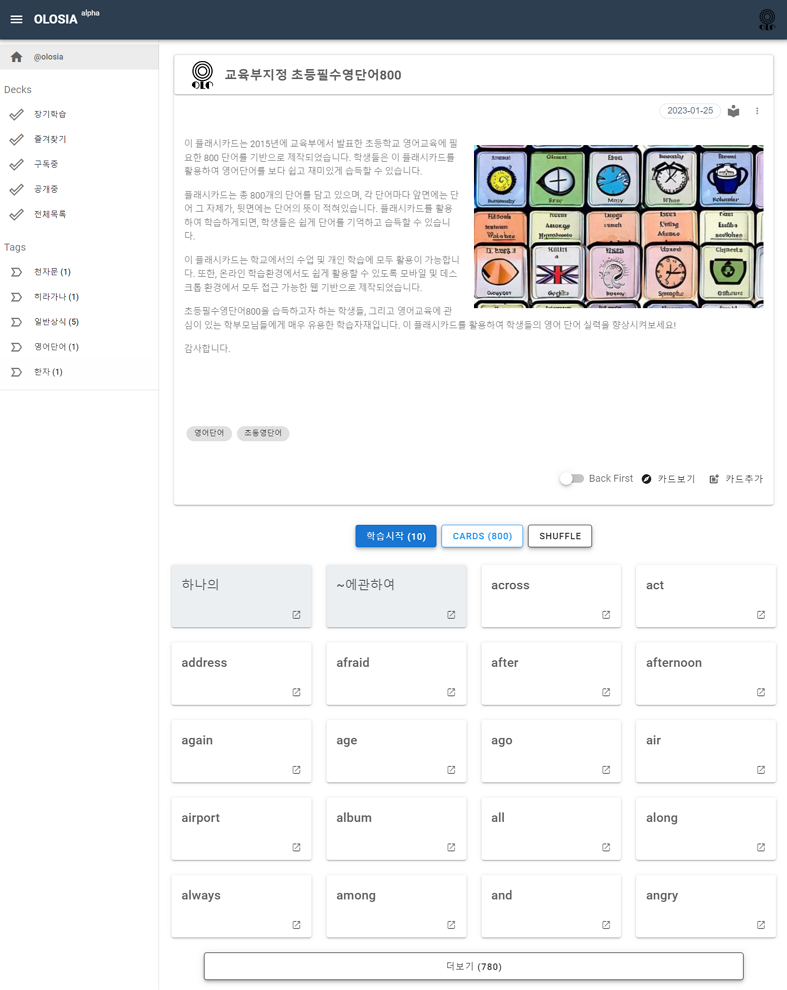 OLOSIA alpha
@olosia
Decks
장기학습
즐겨찾기
구독중
공개중
전체목록
Tags
천자문 (1)
히라가나 (1)
일반상식 (5)
영어단어 (1)
한자 (1)
OLO
교육부지정 초등필수영단어800
2023-01-25
이 플래시카드는 2015년에 교육부에서 발표한 초등학교 영어교육에 필
요한 800 단어를 기반으로 제작되었습니다. 학생들은 이 플래시카드를
활용하여 영어단어를 보다 쉽고 재미있게 습득할 수 있습니다.
플래시카드는 총 800개의 단어를 담고 있으며, 각 단어마다 앞면에는 단
어 그 자체가, 뒷면에는 단어의 뜻이 적혀있습니다. 플래시카드를 활용
하여 학습하게되면, 학생들은 쉽게 단어를 기억하고 습득할 수 있습니
다.
이 플래시카드는 학교에서의 수업 및 개인 학습에 모두 활용이 가능합니
다. 또한, 온라인 학습환경에서도 쉽게 활용할 수 있도록 모바일 및 데스
크톱 환경에서 모두 접근 가능한 웹 기반으로 제작되었습니다.
초등필수영단어800을 습득하고자 하는 학생들, 그리고 영어교육에 관
심이 있는 학부모님들에게 매우 유용한 학습자재입니다. 이 플래시카드를 활용하여 학생들의 영어 단어 실력을 향상시켜보세요!
감사합니다.
영어단어 초등영단어
Back First 카드보기 카드추가
학습시작 (10) CARDS (800) SHUFFLE
하나의 ~에관하여 across act
address afraid after afternoon
again age ago air
airport album all along
always among and angry
더보기 (780)